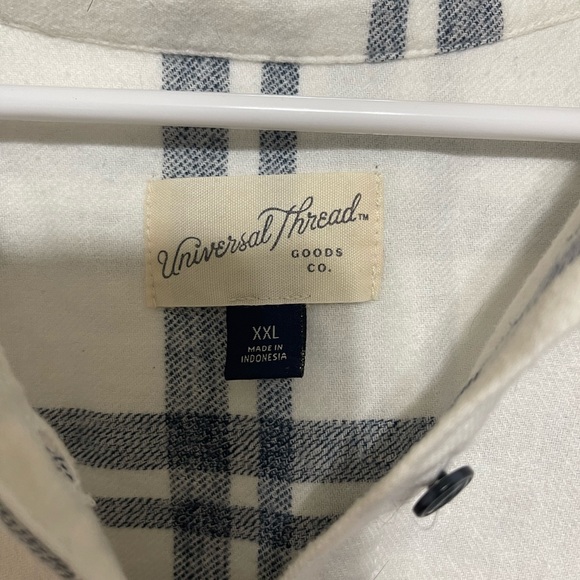 Universal Thread™
GOODS
CO.
XXL
MADE IN
INDONESIA